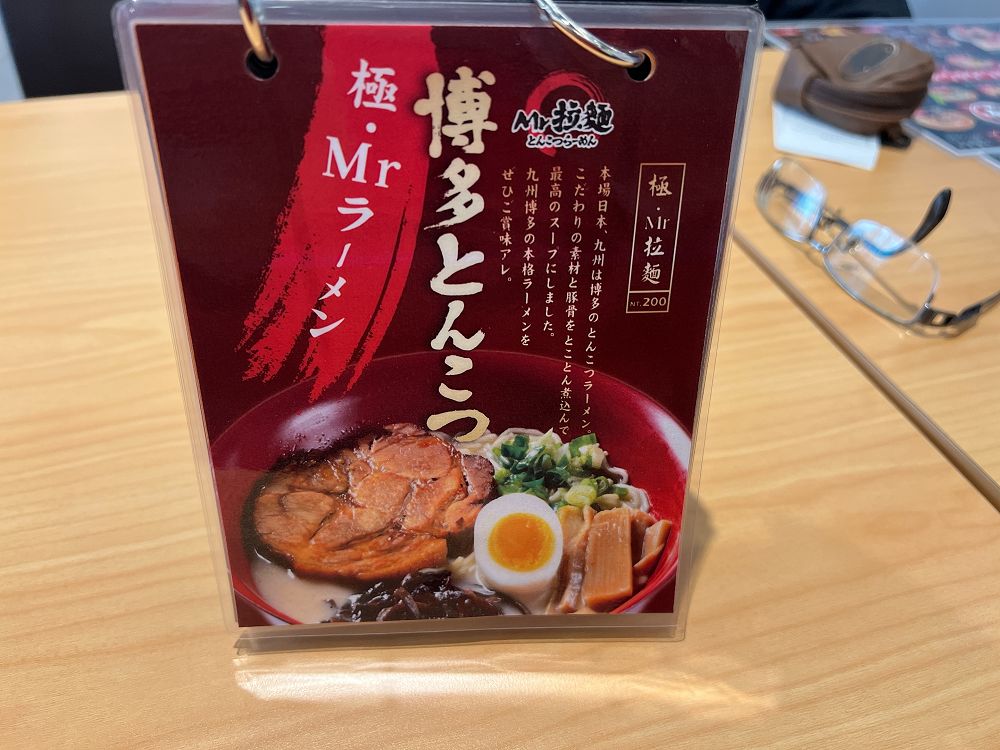 極・Mrラーメン
博多とんこつ
Mr拉麵
とんこつらーめん
極・Mr拉麵
NT.200
本場日本、九州は博多のとんこつラーメン。
こだわりの素材と豚骨をとことん煮込んで
最高のスープにしました。
九州博多の本格ラーメンを
ぜひご賞味アレ。